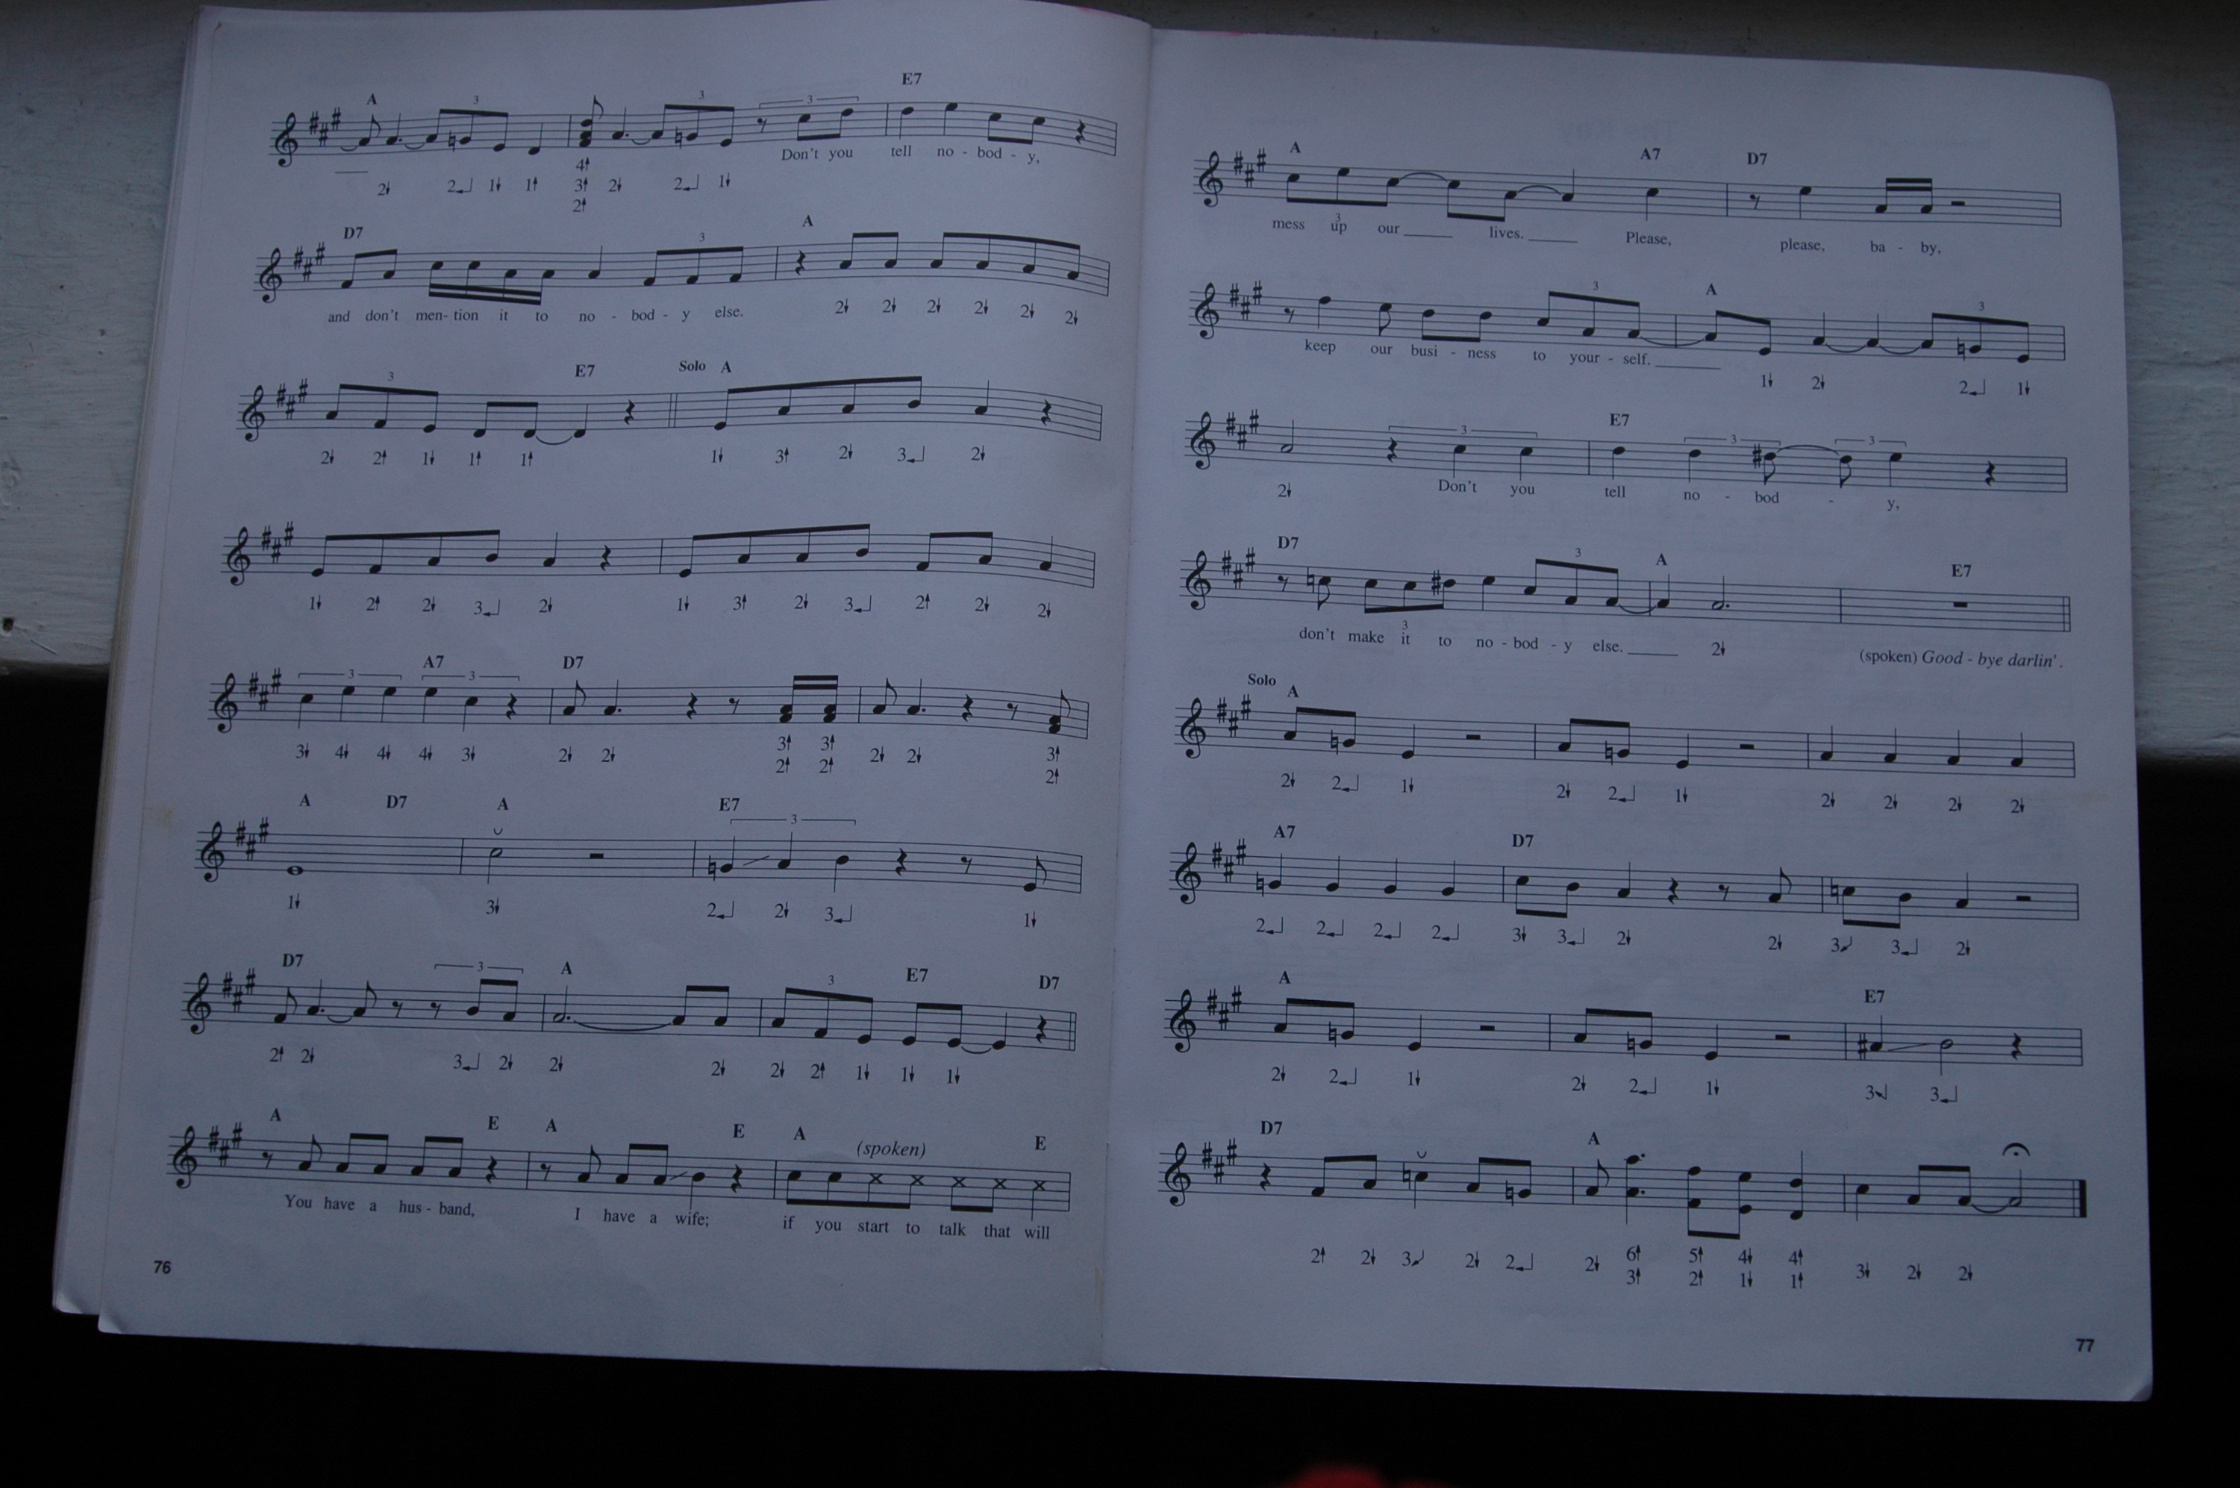 A E7
3 3 3
Don't you tell no - bod - y,
2↓ 2↲ 1↓ 1↑ 4↑ 2↓ 2↲ 1↓
3↑
2↑
D7 A
3
and don't men- tion it to no - bod - y else.
2↓ 2↓ 2↓ 2↓ 2↓ 2↓
3 E7 Solo A
2↓ 2↑ 1↓ 1↑ 1↑ 1↓ 3↑ 2↓ 3↲ 2↓
1↓ 2↑ 2↓ 3↲ 2↓ 1↓ 3↑ 2↓ 3↲ 2↑ 2↓ 2↓
3 A7 3 D7
3↓ 4↓ 4↓ 4↓ 3↓ 2↓ 2↓ 3↑ 3↑ 2↓ 2↓ 3↑
2↑ 2↑ 2↑
A D7 A E7
3
1↓ 3↓ 2↲ 2↓ 3↲ 1↓
D7 3 A 3 E7 D7
2↑ 2↓ 3↲ 2↓ 2↓ 2↓ 2↓ 2↑ 1↓ 1↓ 1↓
A E A E A (spoken) E
You have a hus - band, I have a wife; if you start to talk that will
76
A A7 D7
3
mess up our ____ lives. ____ Please, please, ba - by,
3 A 3
keep our busi - ness to your - self. ____
1↓ 2↓ 2↲ 1↓
3 E7 3 3
2↓ Don't you tell no - bod - y,
D7 3 A E7
3
don't make it to no - bod - y else. ____ 2↓ (spoken) Good - bye darlin'.
Solo A
2↓ 2↲ 1↓ 2↓ 2↲ 1↓ 2↓ 2↓ 2↓ 2↓
A7 D7
2↲ 2↲ 2↲ 2↲ 3↓ 3↲ 2↓ 2↓ 3↙ 3↲ 2↓
A E7
2↓ 2↲ 1↓ 2↓ 2↲ 1↓ 3↘ 3↲
D7 A
2↑ 2↓ 3↙ 2↓ 2↲ 2↓ 6↑ 5↑ 4↓ 4↑ 3↓ 2↓ 2↓
3↑ 2↑ 1↓ 1↑
77